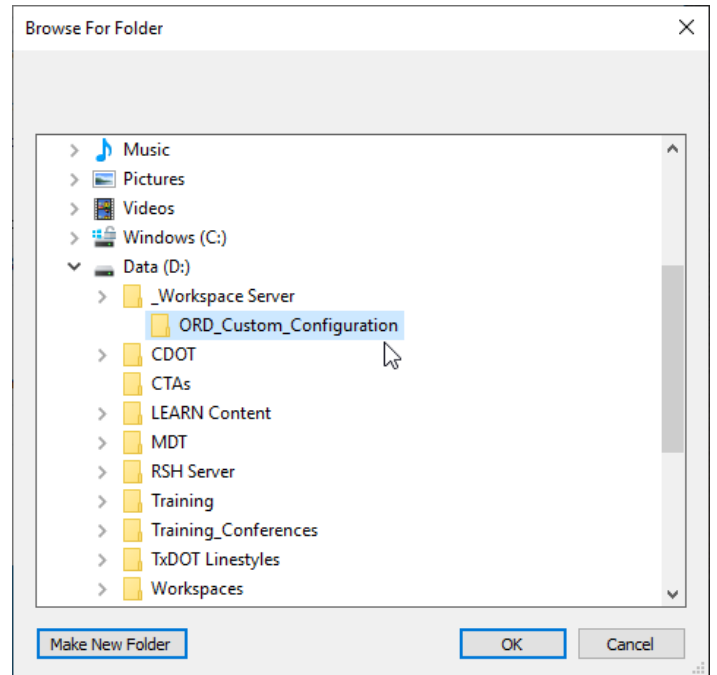 Browse For Folder
Music
Pictures
Videos
Windows (C:)
Data (D:)
_Workspace Server
ORD_Custom_Configuration
CDOT
CTAs
LEARN Content
MDT
RSH Server
Training
Training_Conferences
TxDOT Linestyles
Workspaces
Make New Folder OK Cancel